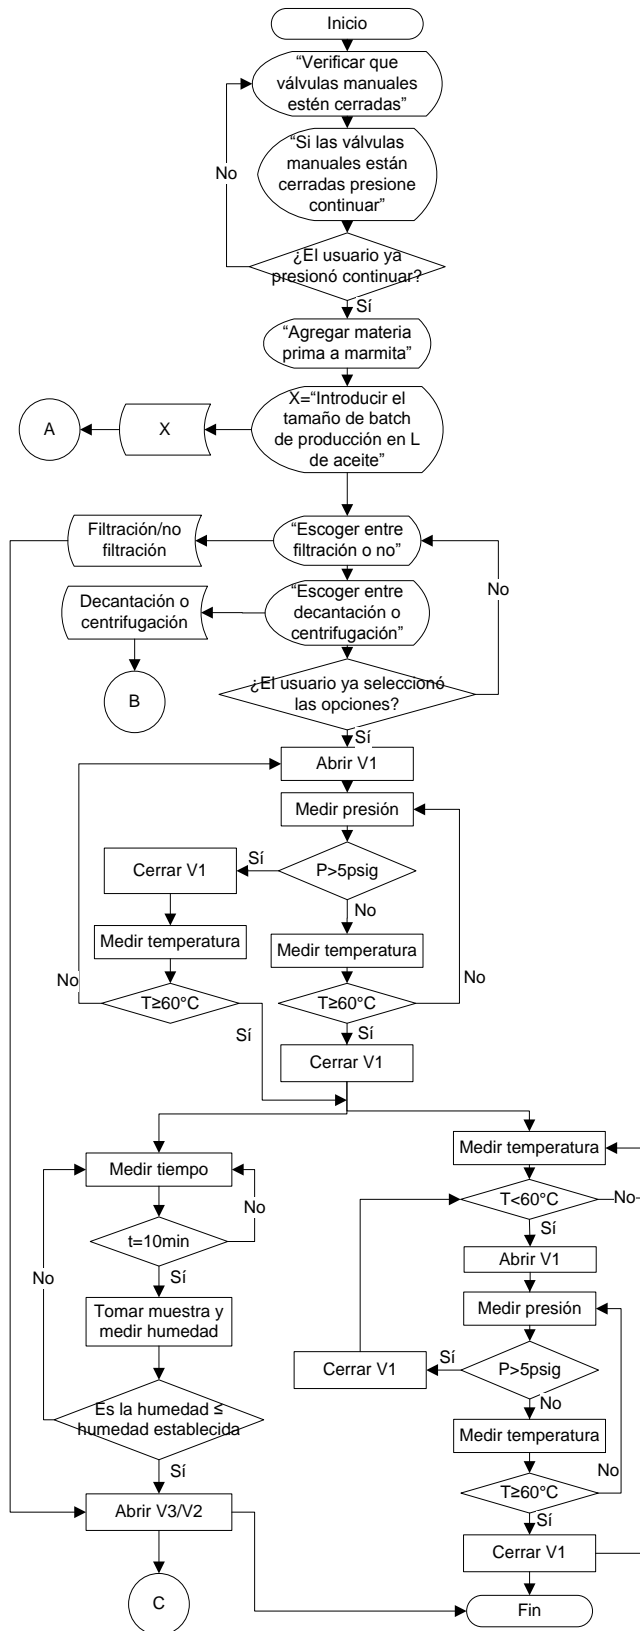 Inicio
“Verificar que
válvulas manuales
estén cerradas”
“Si las válvulas
manuales están
cerradas presione
continuar”
No
¿El usuario ya
presionó continuar?
Sí
“Agregar materia
prima a marmita”
X=“Introducir el
tamaño de batch
de producción en L
de aceite”
X
A
“Escoger entre
filtración o no”
Filtración/no
filtración
No
“Escoger entre
decantación o
centrifugación”
Decantación o
centrifugación
B
¿El usuario ya seleccionó
las opciones?
Sí
Abrir V1
Medir presión
P>5psig
Sí
Cerrar V1
No
Medir temperatura
Medir temperatura
No
T≥60°C
Sí
T≥60°C
No
Sí
Cerrar V1
Medir tiempo
No
t=10min
No
Sí
Tomar muestra y
medir humedad
Es la humedad ≤
humedad establecida
Sí
Abrir V3/V2
C
Medir temperatura
T<60°C
No
Sí
Abrir V1
Medir presión
P>5psig
Sí
Cerrar V1
No
Medir temperatura
T≥60°C
No
Sí
Cerrar V1
Fin